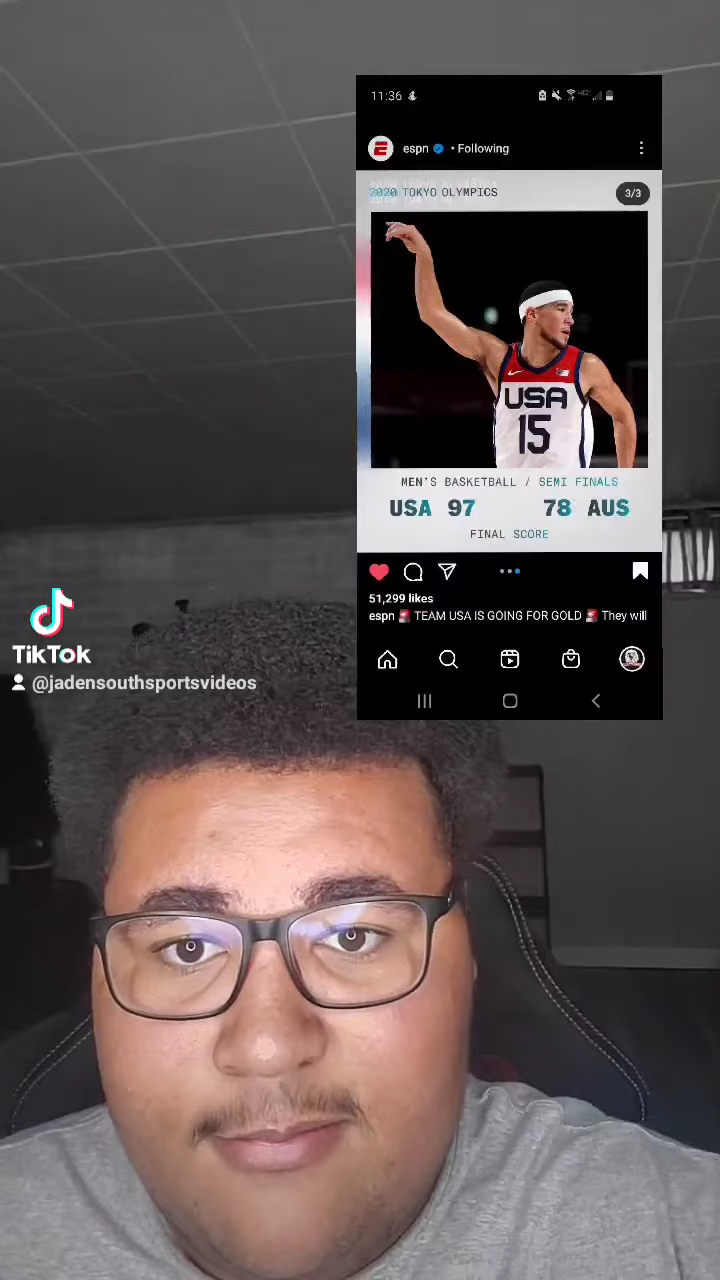 11:36
espn • Following
2020 TOKYO OLYMPICS
3/3
USA
15
MEN'S BASKETBALL / SEMI FINALS
USA 97 78 AUS
FINAL SCORE
51,299 likes
espn 🚨 TEAM USA IS GOING FOR GOLD 🚨 They will
TikTok
@jadensouthsportsvideos